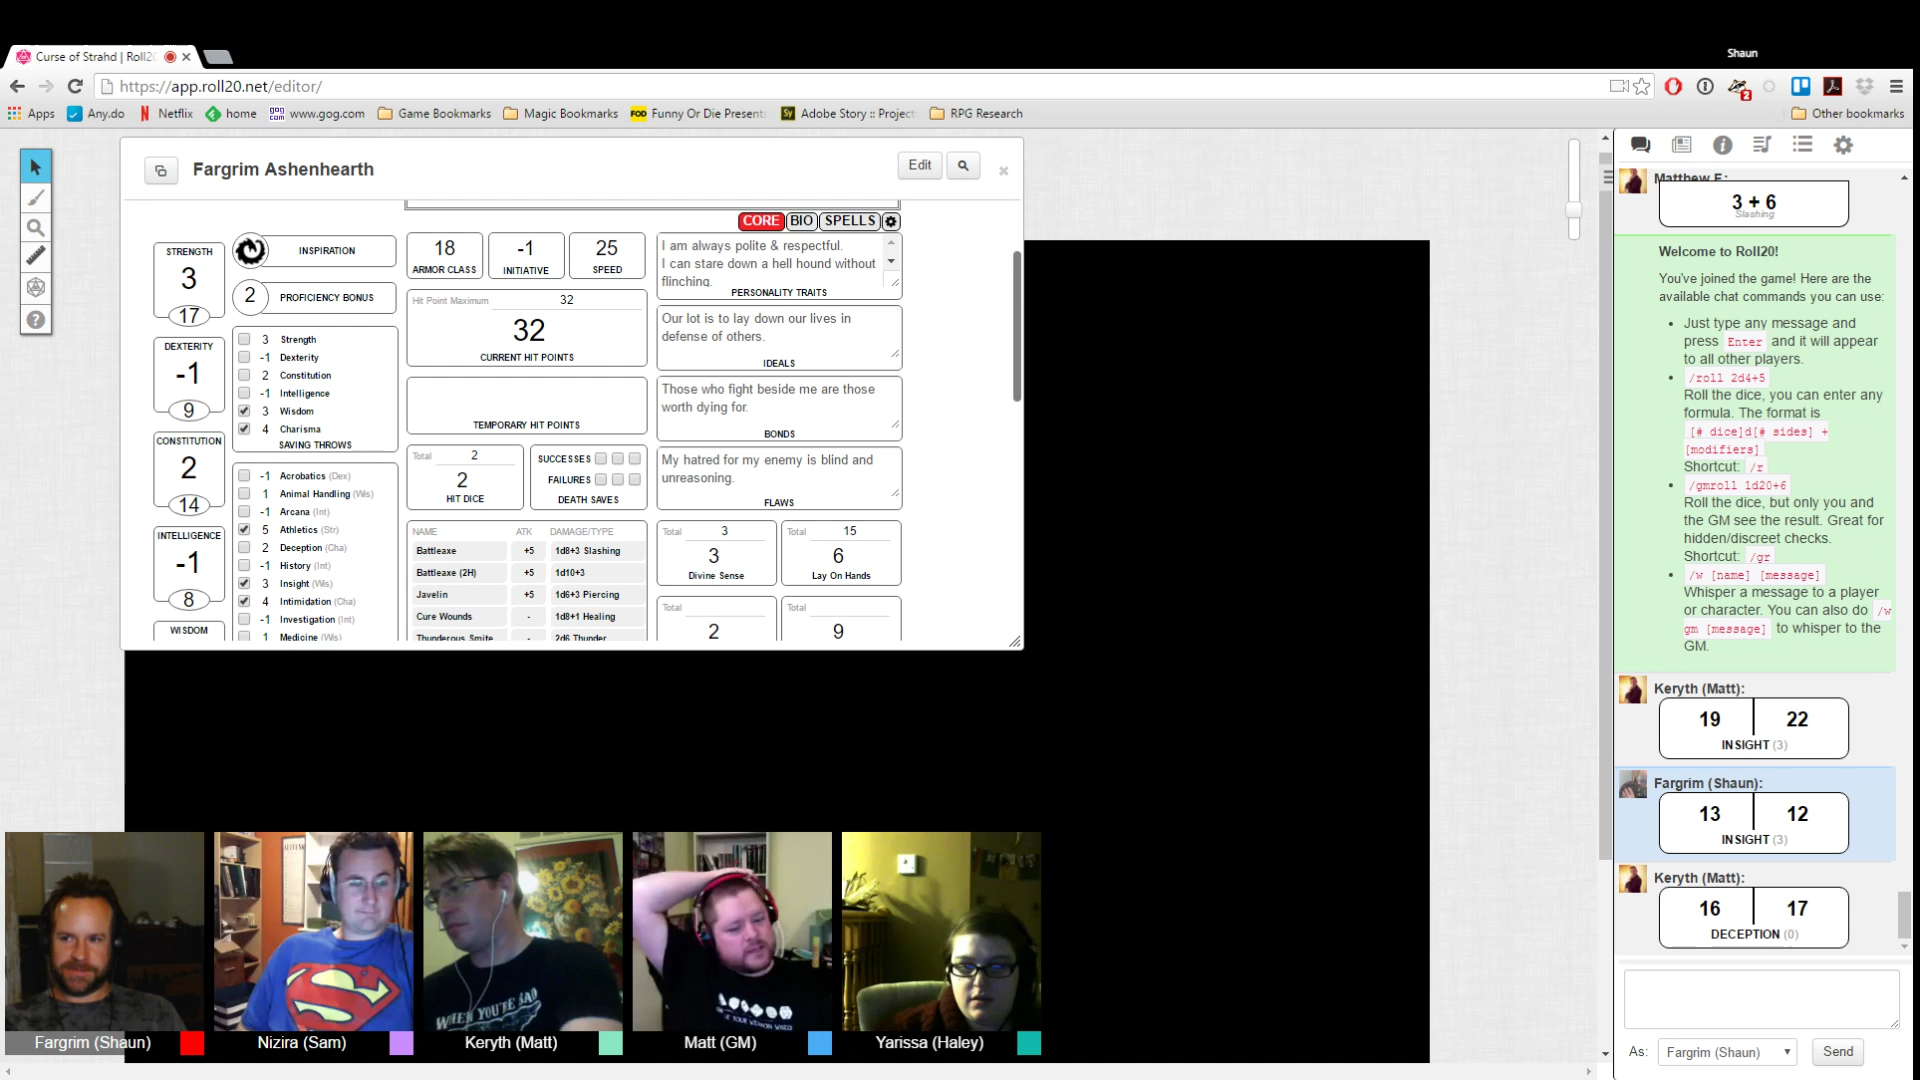 Shaun
Curse of Strahd | Roll20
https://app.roll20.net/editor/
Apps Any.do Netflix home www.gog.com Game Bookmarks Magic Bookmarks Funny Or Die Present Adobe Story :: Project RPG Research Other bookmarks
Fargrim Ashenhearth
Edit
CORE BIO SPELLS
STRENGTH
3
17
DEXTERITY
-1
9
CONSTITUTION
2
14
INTELLIGENCE
-1
8
WISDOM
INSPIRATION
2 PROFICIENCY BONUS
3 Strength
-1 Dexterity
2 Constitution
-1 Intelligence
3 Wisdom
4 Charisma
SAVING THROWS
-1 Acrobatics (Dex)
1 Animal Handling (Wis)
-1 Arcana (Int)
5 Athletics (Str)
2 Deception (Cha)
-1 History (Int)
3 Insight (Wis)
4 Intimidation (Cha)
-1 Investigation (Int)
1 Medicine (Wis)
18
ARMOR CLASS
-1
INITIATIVE
25
SPEED
Hit Point Maximum 32
32
CURRENT HIT POINTS
TEMPORARY HIT POINTS
Total 2
2
HIT DICE
SUCCESSES
FAILURES
DEATH SAVES
NAME ATK DAMAGE/TYPE
Battleaxe +5 1d8+3 Slashing
Battleaxe (2H) +5 1d10+3
Javelin +5 1d6+3 Piercing
Cure Wounds - 1d8+1 Healing
Thunderous Smite - 2d6 Thunder
I am always polite & respectful.
I can stare down a hell hound without
flinching.
PERSONALITY TRAITS
Our lot is to lay down our lives in
defense of others.
IDEALS
Those who fight beside me are those
worth dying for.
BONDS
My hatred for my enemy is blind and
unreasoning.
FLAWS
Total 3
3
Divine Sense
Total 15
6
Lay On Hands
Total
2
Total
9
Matthew F.:
3 + 6
Slashing
Welcome to Roll20!
You've joined the game! Here are the
available chat commands you can use:
• Just type any message and
press Enter and it will appear
to all other players.
• /roll 2d4+5
Roll the dice, you can enter any
formula. The format is
[# dice]d[# sides] +
[modifiers]
Shortcut: /r
• /gmroll 1d20+6
Roll the dice, but only you and
the GM see the result. Great for
hidden/discreet checks.
Shortcut: /gr
• /w [name] [message]
Whisper a message to a player
or character. You can also do /w
gm [message] to whisper to the
GM.
Keryth (Matt):
19 22
INSIGHT (3)
Fargrim (Shaun):
13 12
INSIGHT (3)
Keryth (Matt):
16 17
DECEPTION (0)
As: Fargrim (Shaun) Send
WHEN YOU'RE BAD
Fargrim (Shaun) Nizira (Sam) Keryth (Matt) Matt (GM) Yarissa (Haley)